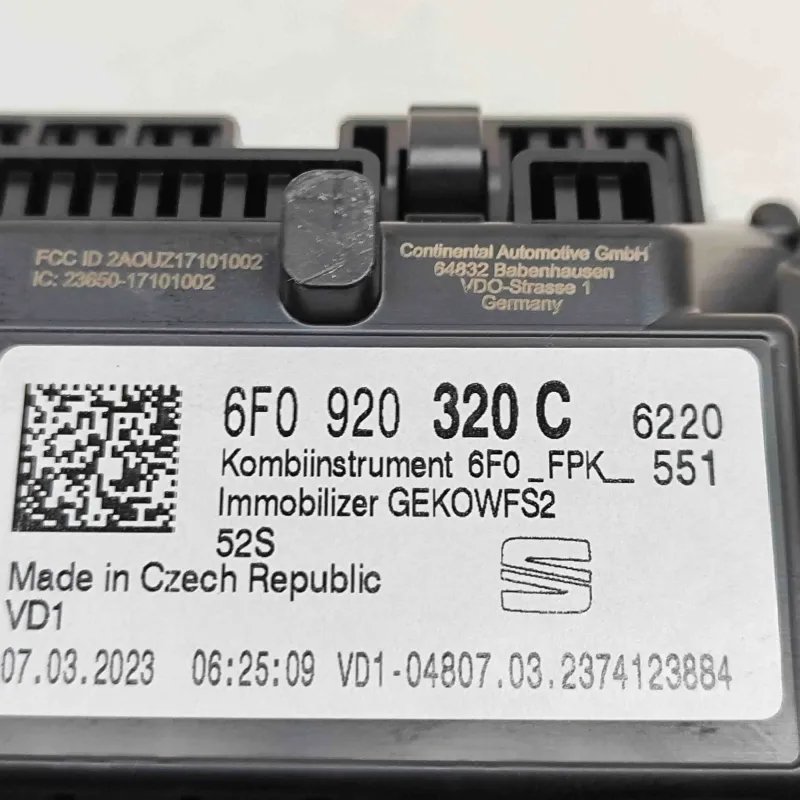 FCC ID 2AOUZ17101002
IC: 23650-17101002
Continental Automotive GmbH
64832 Babenhausen
VDO-Strasse 1
Germany
6F0 920 320 C 6220
Kombiinstrument 6F0_FPK__ 551
Immobilizer GEKOWFS2
52S
Made in Czech Republic
VD1
07.03.2023 06:25:09 VD1-04807.03.2374123884